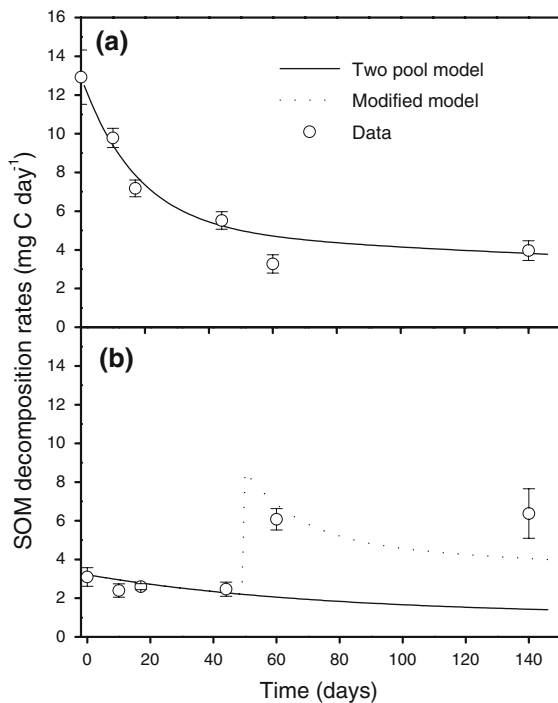 16
(a)
14
Two pool model
12
Modified model
10
Data
8
6
4
2
0
SOM decomposition rates (mg C day⁻¹)
(b)
14
12
10
8
6
4
2
0
0 20 40 60 80 100 120 140
Time (days)